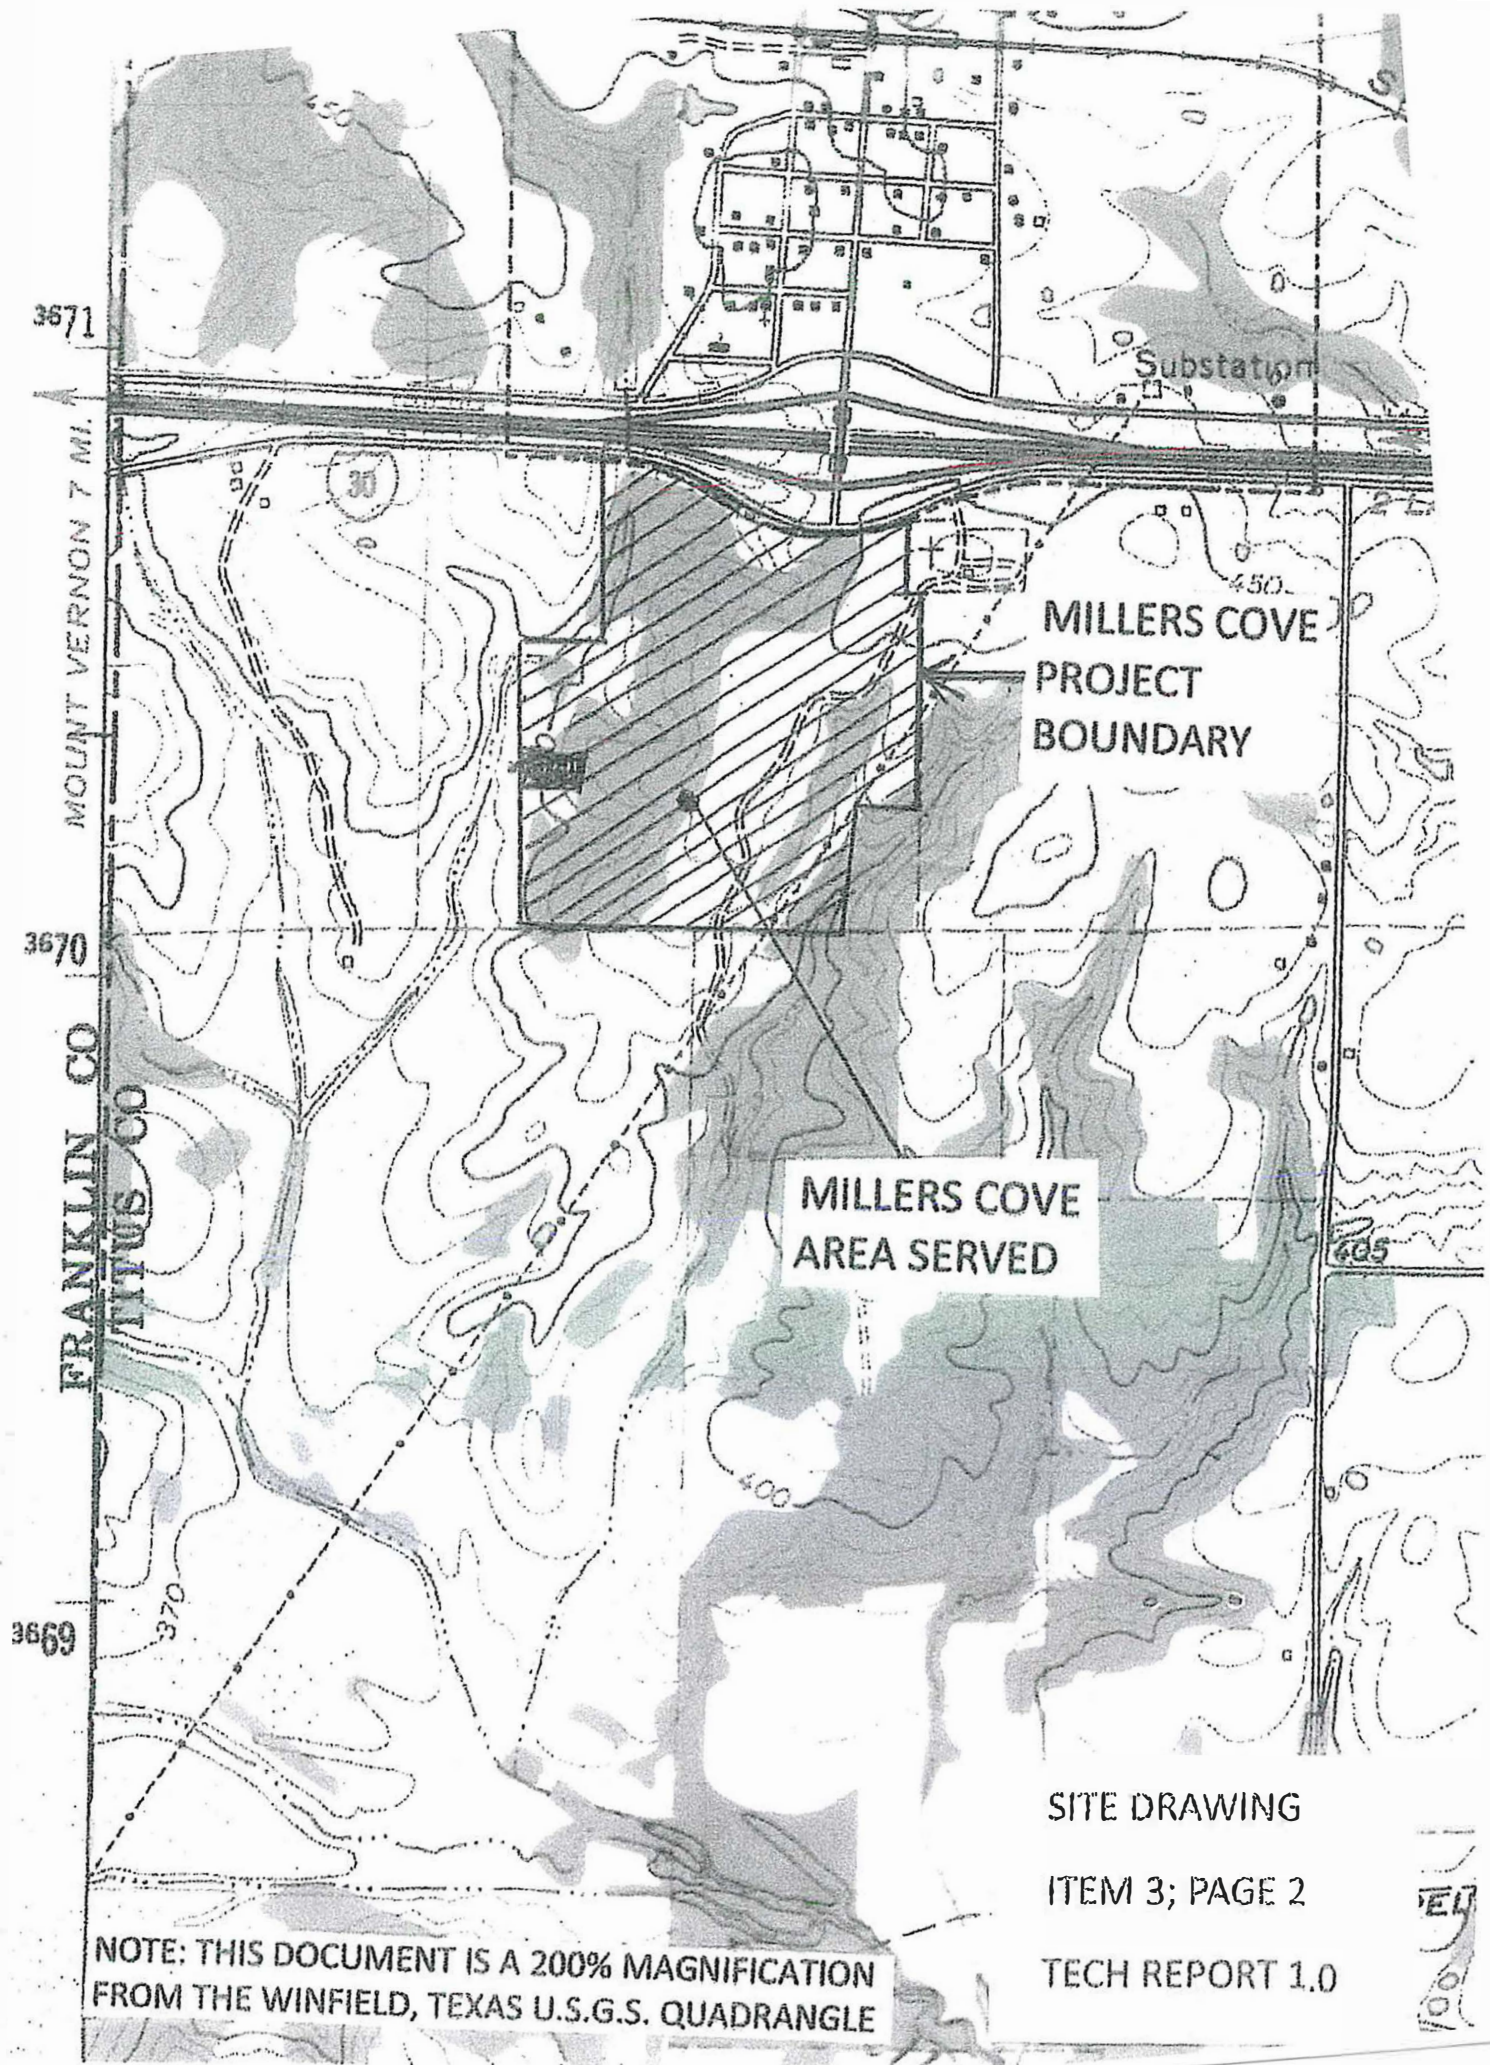 450
S
3671
Substation
MOUNT VERNON 7 MI.
30
450
MILLERS COVE
PROJECT
BOUNDARY
3670
FRANKLIN CO
TITUS CO
MILLERS COVE
AREA SERVED
405
400
370
3669
SITE DRAWING
ITEM 3; PAGE 2
TECH REPORT 1.0
NOTE: THIS DOCUMENT IS A 200% MAGNIFICATION
FROM THE WINFIELD, TEXAS U.S.G.S. QUADRANGLE